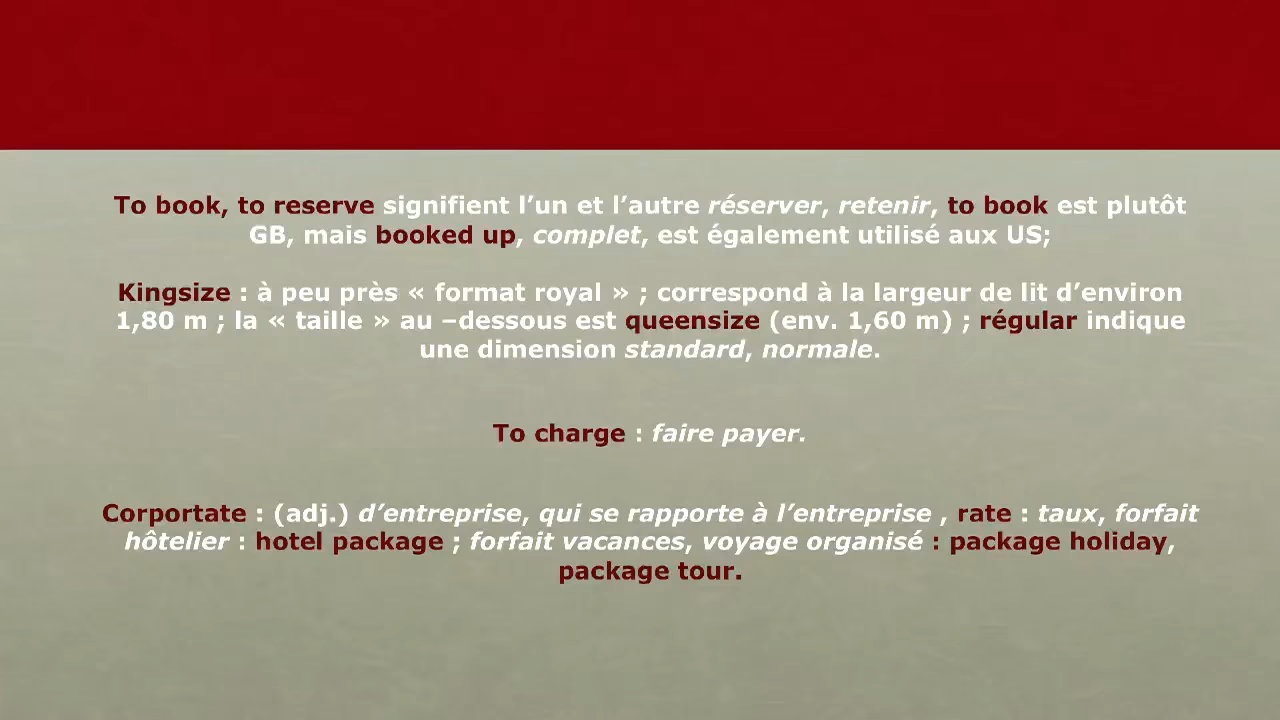 To book, to reserve signifient l’un et l’autre réserver, retenir, to book est plutôt
GB, mais booked up, complet, est également utilisé aux US;
Kingsize : à peu près « format royal » ; correspond à la largeur de lit d’environ
1,80 m ; la « taille » au –dessous est queensize (env. 1,60 m) ; régular indique
une dimension standard, normale.
To charge : faire payer.
Corportate : (adj.) d’entreprise, qui se rapporte à l’entreprise , rate : taux, forfait
hôtelier : hotel package ; forfait vacances, voyage organisé : package holiday,
package tour.